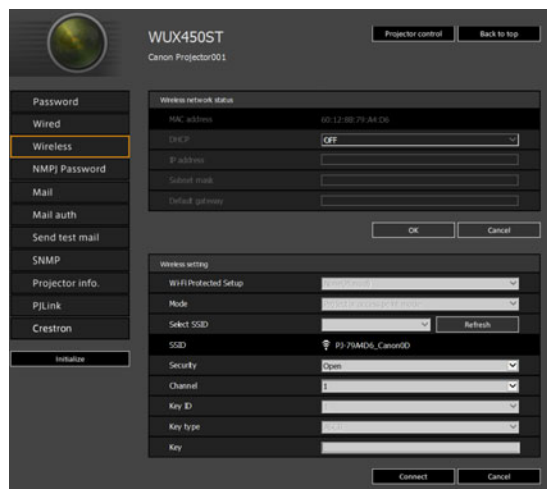 WUX450ST
Canon Projector001
Projector control
Back to top
Password
Wired
Wireless
NMPJ Password
Mail
Mail auth
Send test mail
SNMP
Projector info.
PJLink
Crestron
Initialize
Wireless network status
MAC address 60:12:8B:79:A4:D6
DHCP OFF
IP address
Subnet mask
Default gateway
OK Cancel
Wireless setting
Wi-Fi Protected Setup
Mode
Select SSID Refresh
SSID PJ-79A4D6_Canon0D
Security Open
Channel 1
Key ID
Key type
Key
Connect Cancel